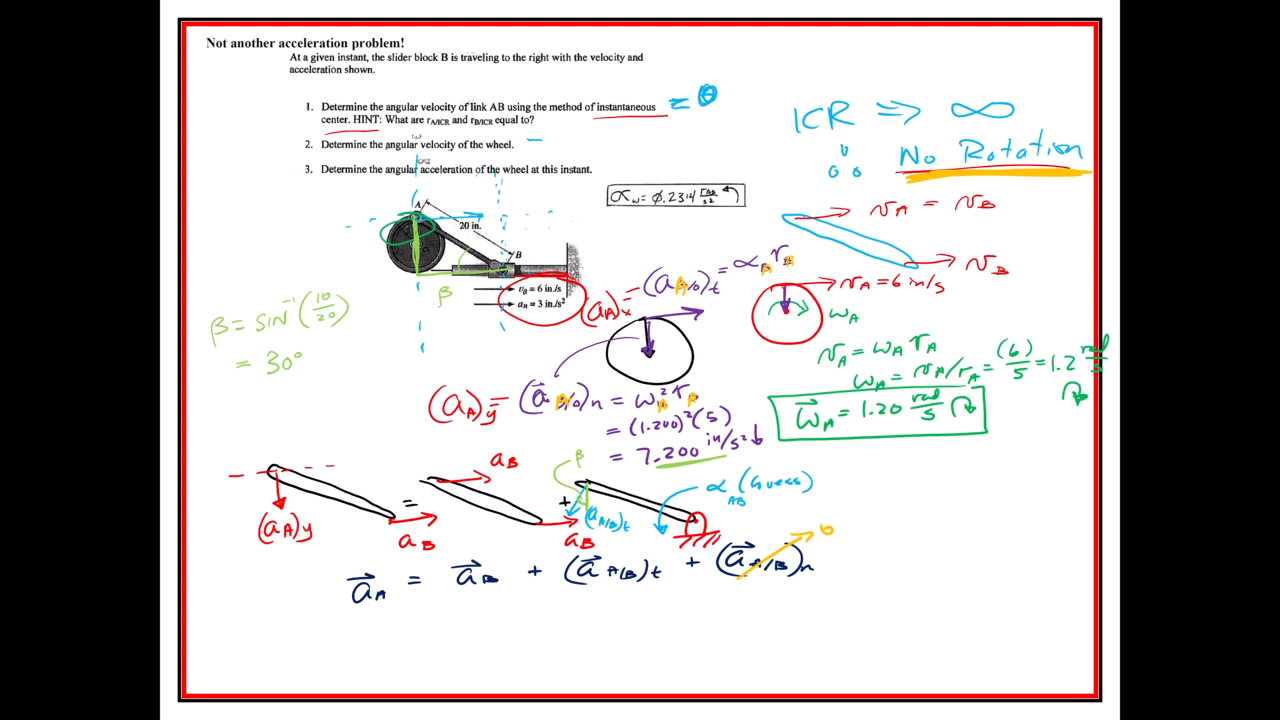 Not another acceleration problem!
At a given instant, the slider block B is traveling to the right with the velocity and
acceleration shown.
1. Determine the angular velocity of link AB using the method of instantaneous
center. HINT: What are rA/ICR and rB/ICR equal to?
= 0
2. Determine the angular velocity of the wheel.
3. Determine the angular acceleration of the wheel at this instant.
αw = 0.2314 rad/s²
ICR ⇒ ∞
No Rotation
vA = vB
vB
A
20 in.
B
vB = 6 in./s
aB = 3 in./s²
β
β = sin⁻¹(10/20)
= 30°
(aA)x = (aA/0)t = αA rA
vA = 6 in/s
ωA
vA = ωA rA
ωA = vA/rA = (6)/5 = 1.2 rad/s
ωA = 1.20 rad/s
(aA)y = (aA/0)n = ωA² rA
= (1.200)²(5)
= 7.200 in/s² ↓
(aA)y
aB
=
aB
aB
+
β
(aA/B)t
αAB (Guess)
aA = aB + (aA/B)t + (aA/B)n
0